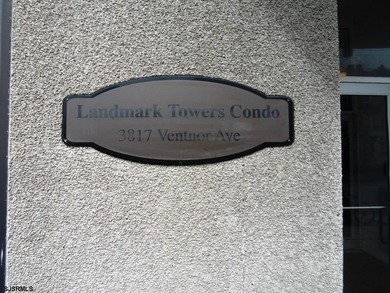 Landmark Towers Condo
3817 Ventnor Ave
SJSRMLS